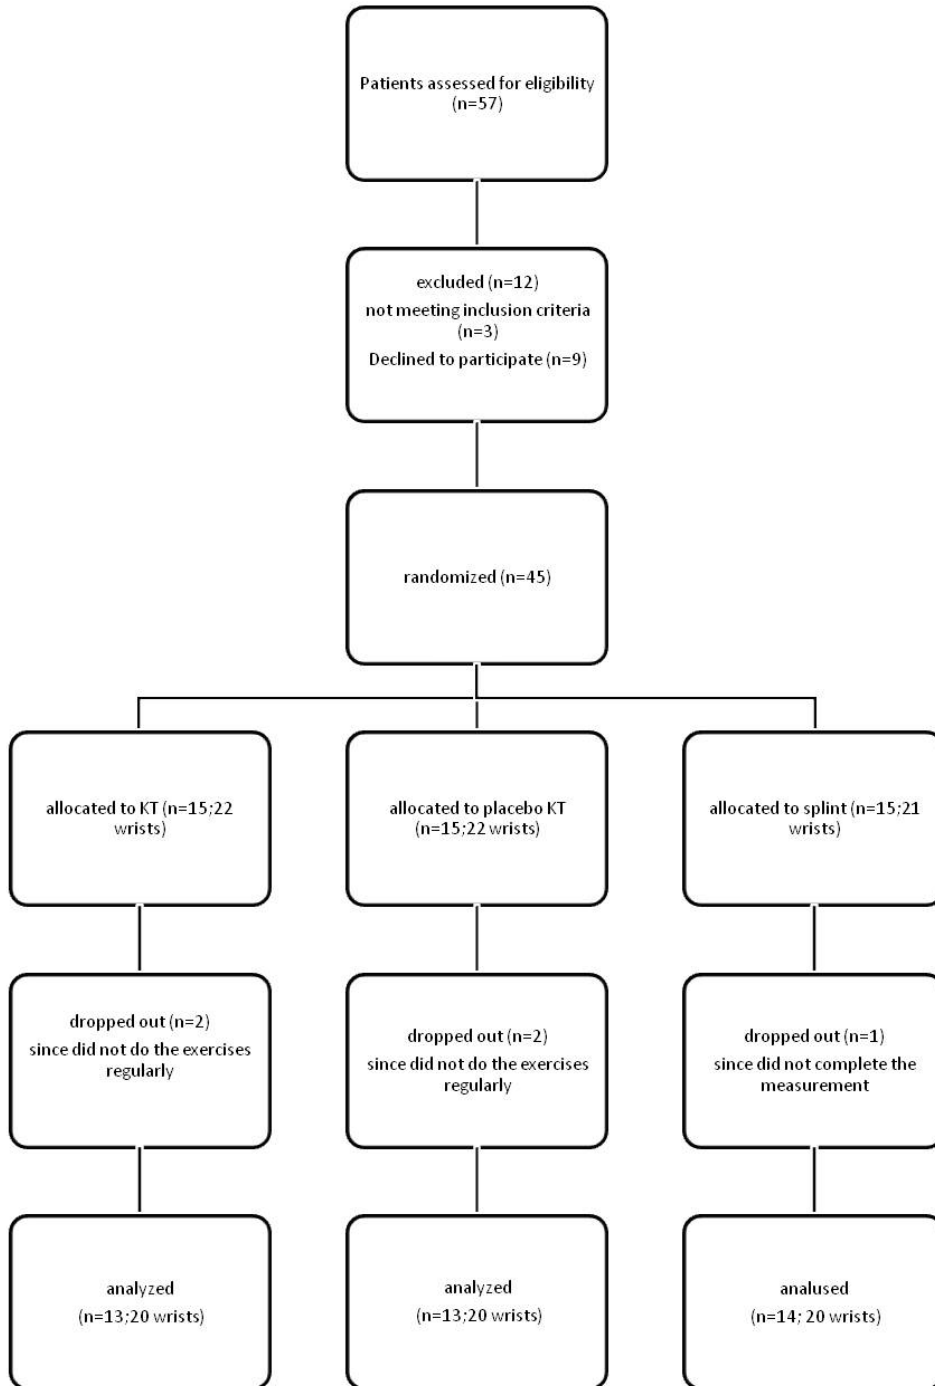 Patients assessed for eligibility
(n=57)
excluded (n=12)
not meeting inclusion criteria
(n=3)
Declined to participate (n=9)
randomized (n=45)
allocated to KT (n=15;22
wrists)
allocated to placebo KT
(n=15;22 wrists)
allocated to splint (n=15;21
wrists)
dropped out (n=2)
since did not do the exercises
regularly
dropped out (n=2)
since did not do the exercises
regularly
dropped out (n=1)
since did not complete the
measurement
analyzed
(n=13;20 wrists)
analyzed
(n=13;20 wrists)
analused
(n=14; 20 wrists)